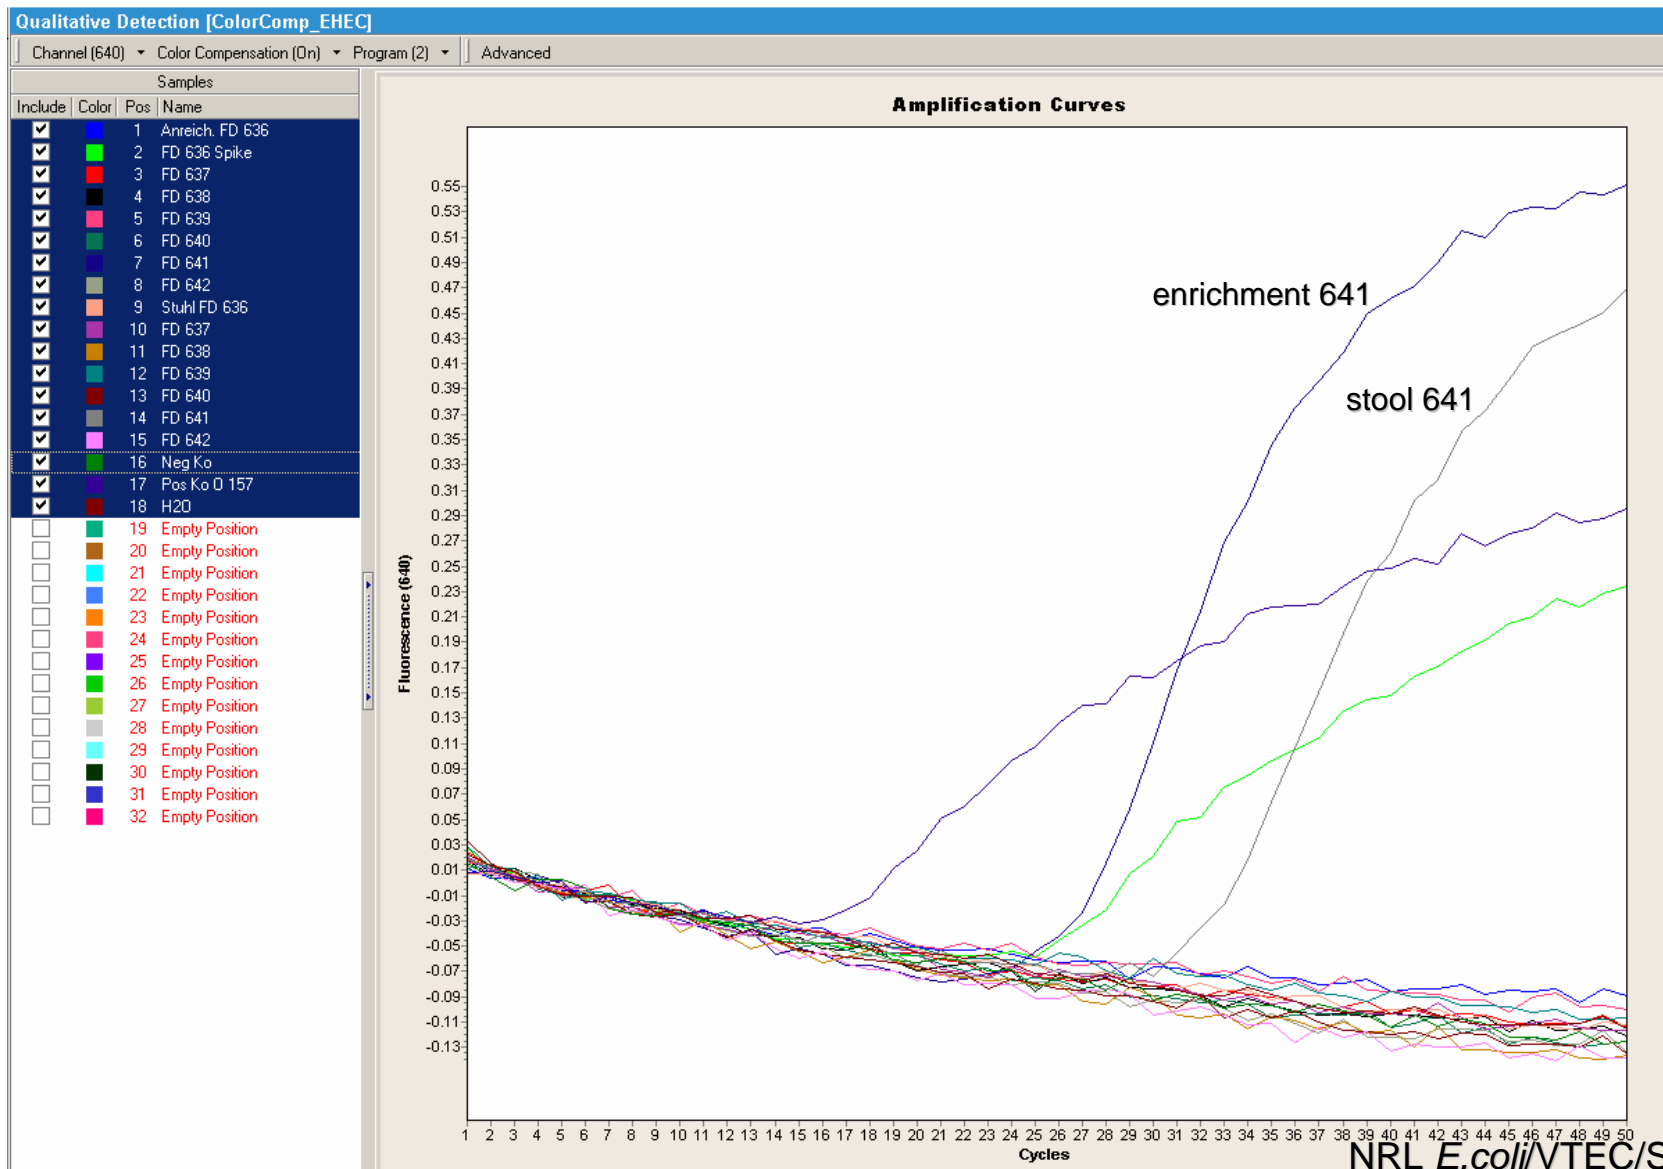 Qualitative Detection [ColorComp_EHEC]
Channel (640) Color Compensation (On) Program (2) Advanced
Samples
Include Color Pos Name
1 Anreich. FD 636
2 FD 636 Spike
3 FD 637
4 FD 638
5 FD 639
6 FD 640
7 FD 641
8 FD 642
9 Stuhl FD 636
10 FD 637
11 FD 638
12 FD 639
13 FD 640
14 FD 641
15 FD 642
16 Neg Ko
17 Pos Ko O 157
18 H2O
19 Empty Position
20 Empty Position
21 Empty Position
22 Empty Position
23 Empty Position
24 Empty Position
25 Empty Position
26 Empty Position
27 Empty Position
28 Empty Position
29 Empty Position
30 Empty Position
31 Empty Position
32 Empty Position
Amplification Curves
0.55
0.53
0.51
0.49
0.47
0.45
0.43
0.41
0.39
0.37
0.35
0.33
0.31
0.29
0.27
0.25
0.23
0.21
0.19
0.17
0.15
0.13
0.11
0.09
0.07
0.05
0.03
0.01
-0.01
-0.03
-0.05
-0.07
-0.09
-0.11
-0.13
Fluorescence (640)
enrichment 641
stool 641
1 2 3 4 5 6 7 8 9 10 11 12 13 14 15 16 17 18 19 20 21 22 23 24 25 26 27 28 29 30 31 32 33 34 35 36 37 38 39 40 41 42 43 44 45 46 47 48 49 50
Cycles
NRL E.coli/VTEC/S